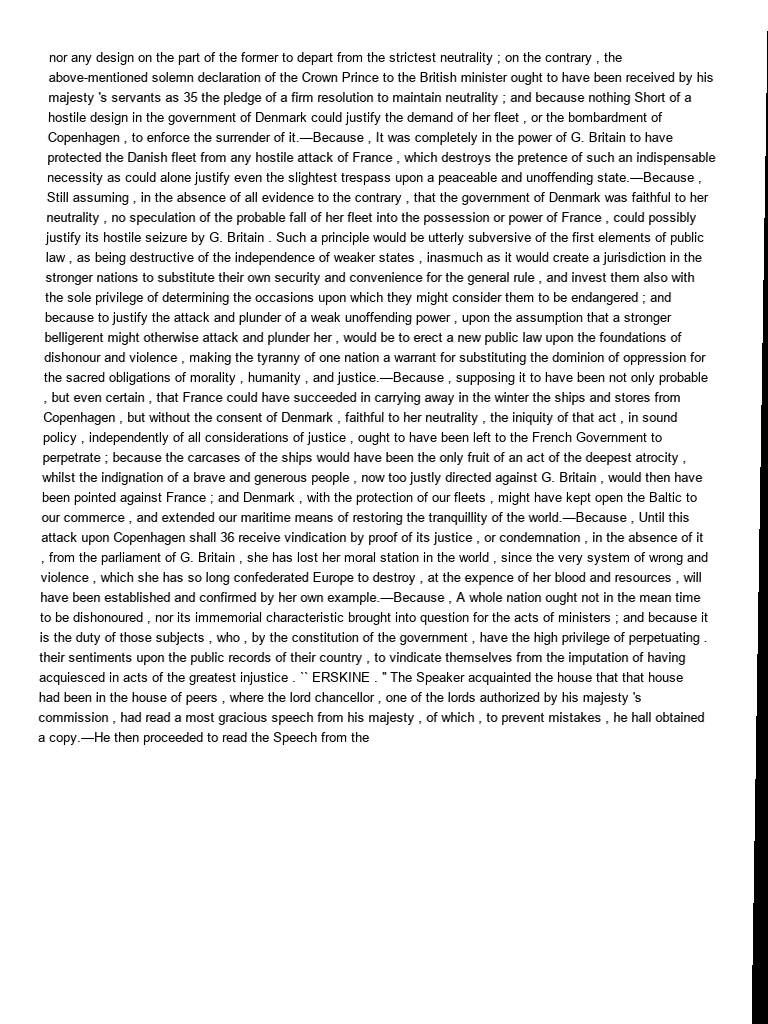 nor any design on the part of the former to depart from the strictest neutrality ; on the contrary , the
above-mentioned solemn declaration of the Crown Prince to the British minister ought to have been received by his
majesty 's servants as 35 the pledge of a firm resolution to maintain neutrality ; and because nothing Short of a
hostile design in the government of Denmark could justify the demand of her fleet , or the bombardment of
Copenhagen , to enforce the surrender of it.—Because , It was completely in the power of G. Britain to have
protected the Danish fleet from any hostile attack of France , which destroys the pretence of such an indispensable
necessity as could alone justify even the slightest trespass upon a peaceable and unoffending state.—Because ,
Still assuming , in the absence of all evidence to the contrary , that the government of Denmark was faithful to her
neutrality , no speculation of the probable fall of her fleet into the possession or power of France , could possibly
justify its hostile seizure by G. Britain . Such a principle would be utterly subversive of the first elements of public
law , as being destructive of the independence of weaker states , inasmuch as it would create a jurisdiction in the
stronger nations to substitute their own security and convenience for the general rule , and invest them also with
the sole privilege of determining the occasions upon which they might consider them to be endangered ; and
because to justify the attack and plunder of a weak unoffending power , upon the assumption that a stronger
belligerent might otherwise attack and plunder her , would be to erect a new public law upon the foundations of
dishonour and violence , making the tyranny of one nation a warrant for substituting the dominion of oppression for
the sacred obligations of morality , humanity , and justice.—Because , supposing it to have been not only probable
, but even certain , that France could have succeeded in carrying away in the winter the ships and stores from
Copenhagen , but without the consent of Denmark , faithful to her neutrality , the iniquity of that act , in sound
policy , independently of all considerations of justice , ought to have been left to the French Government to
perpetrate ; because the carcases of the ships would have been the only fruit of an act of the deepest atrocity ,
whilst the indignation of a brave and generous people , now too justly directed against G. Britain , would then have
been pointed against France ; and Denmark , with the protection of our fleets , might have kept open the Baltic to
our commerce , and extended our maritime means of restoring the tranquillity of the world.—Because , Until this
attack upon Copenhagen shall 36 receive vindication by proof of its justice , or condemnation , in the absence of it
, from the parliament of G. Britain , she has lost her moral station in the world , since the very system of wrong and
violence , which she has so long confederated Europe to destroy , at the expence of her blood and resources , will
have been established and confirmed by her own example.—Because , A whole nation ought not in the mean time
to be dishonoured , nor its immemorial characteristic brought into question for the acts of ministers ; and because it
is the duty of those subjects , who , by the constitution of the government , have the high privilege of perpetuating .
their sentiments upon the public records of their country , to vindicate themselves from the imputation of having
acquiesced in acts of the greatest injustice . `` ERSKINE . " The Speaker acquainted the house that that house
had been in the house of peers , where the lord chancellor , one of the lords authorized by his majesty 's
commission , had read a most gracious speech from his majesty , of which , to prevent mistakes , he hall obtained
a copy.—He then proceeded to read the Speech from the